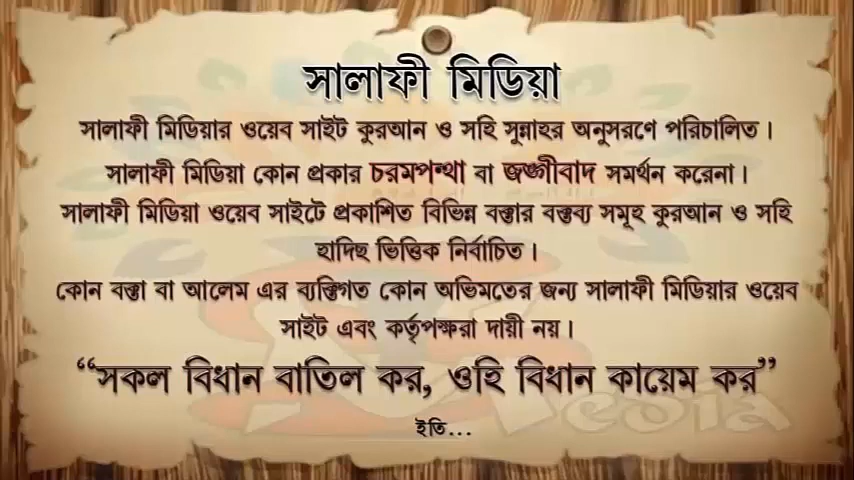 সালাফী মিডিয়া
সালাফী মিডিয়ার ওয়েব সাইট কুরআন ও সহি সুন্নাহর অনুসরণে পরিচালিত।
সালাফী মিডিয়া কোন প্রকার চরমপন্থা বা জঙ্গীবাদ সমর্থন করেনা।
সালাফী মিডিয়া ওয়েব সাইটে প্রকাশিত বিভিন্ন বক্তার বক্তব্য সমূহ কুরআন ও সহি
হাদিছ ভিত্তিক নির্বাচিত।
কোন বক্তা বা আলেম এর ব্যক্তিগত কোন অভিমতের জন্য সালাফী মিডিয়ার ওয়েব
সাইট এবং কর্তৃপক্ষরা দায়ী নয়।
“সকল বিধান বাতিল কর, ওহি বিধান কায়েম কর”
Media
ইতি...